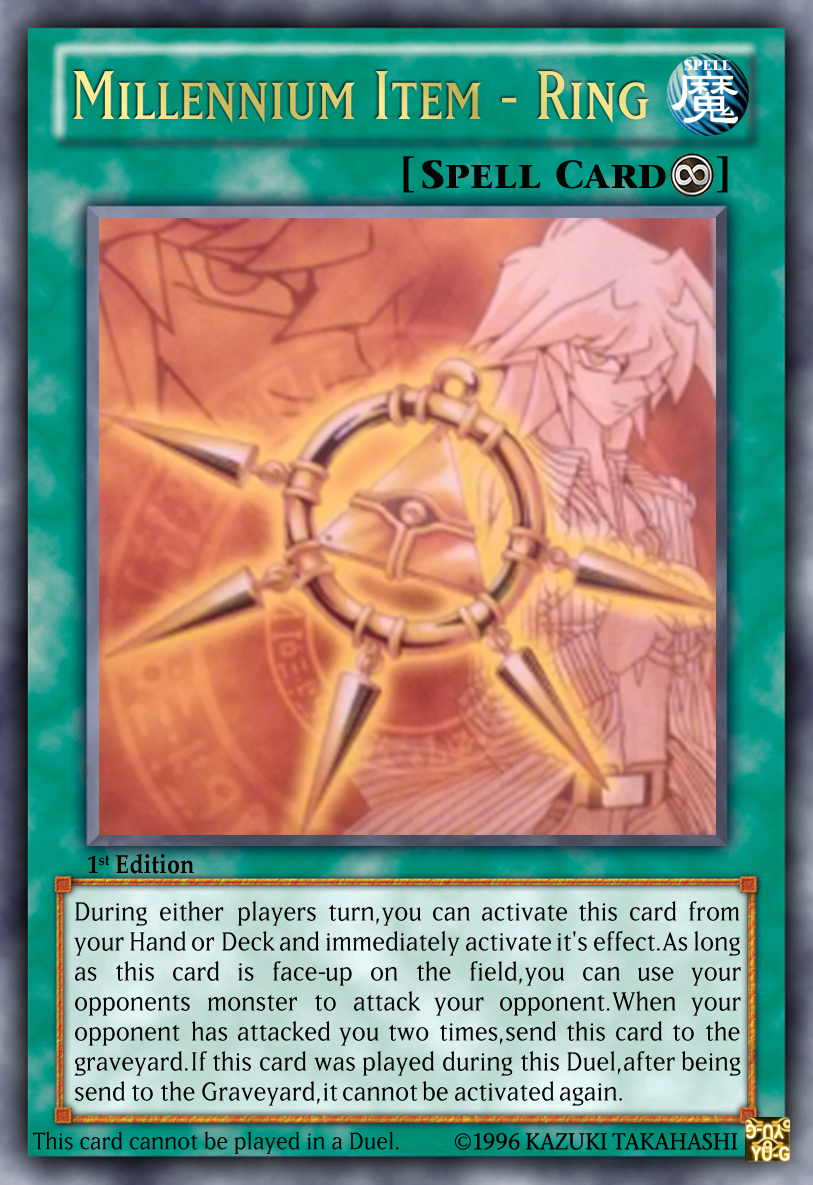 Millennium Item - Ring
SPELL
魔
[Spell Card]
1st Edition
During either players turn,you can activate this card from
your Hand or Deck and immediately activate it's effect.As long
as this card is face-up on the field,you can use your
opponents monster to attack your opponent.When your
opponent has attacked you two times,send this card to the
graveyard.If this card was played during this Duel,after being
send to the Graveyard,it cannot be activated again.
This card cannot be played in a Duel. ©1996 KAZUKI TAKAHASHI